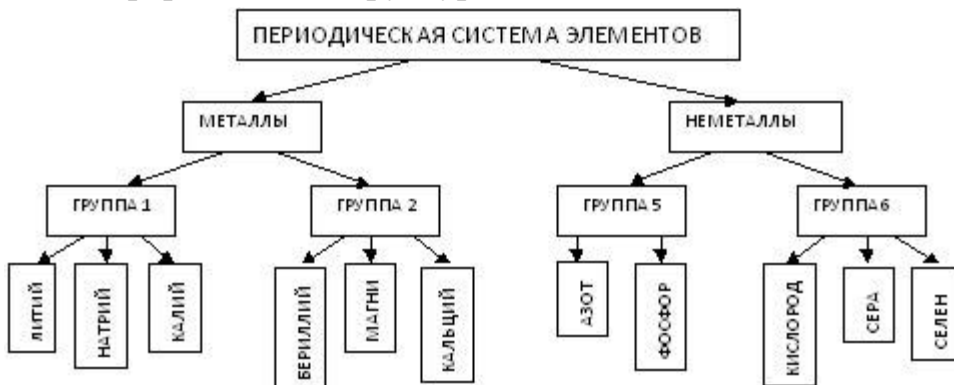 ПЕРИОДИЧЕСКАЯ СИСТЕМА ЭЛЕМЕНТОВ
МЕТАЛЛЫ
НЕМЕТАЛЛЫ
ГРУППА 1
ГРУППА 2
ГРУППА 5
ГРУППА 6
ЛИТИЙ
НАТРИЙ
КАЛИЙ
БЕРИЛЛИЙ
МАГНИ
КАЛЬЦИЙ
АЗОТ
ФОСФОР
КИСЛОРОД
СЕРА
СЕЛЕН